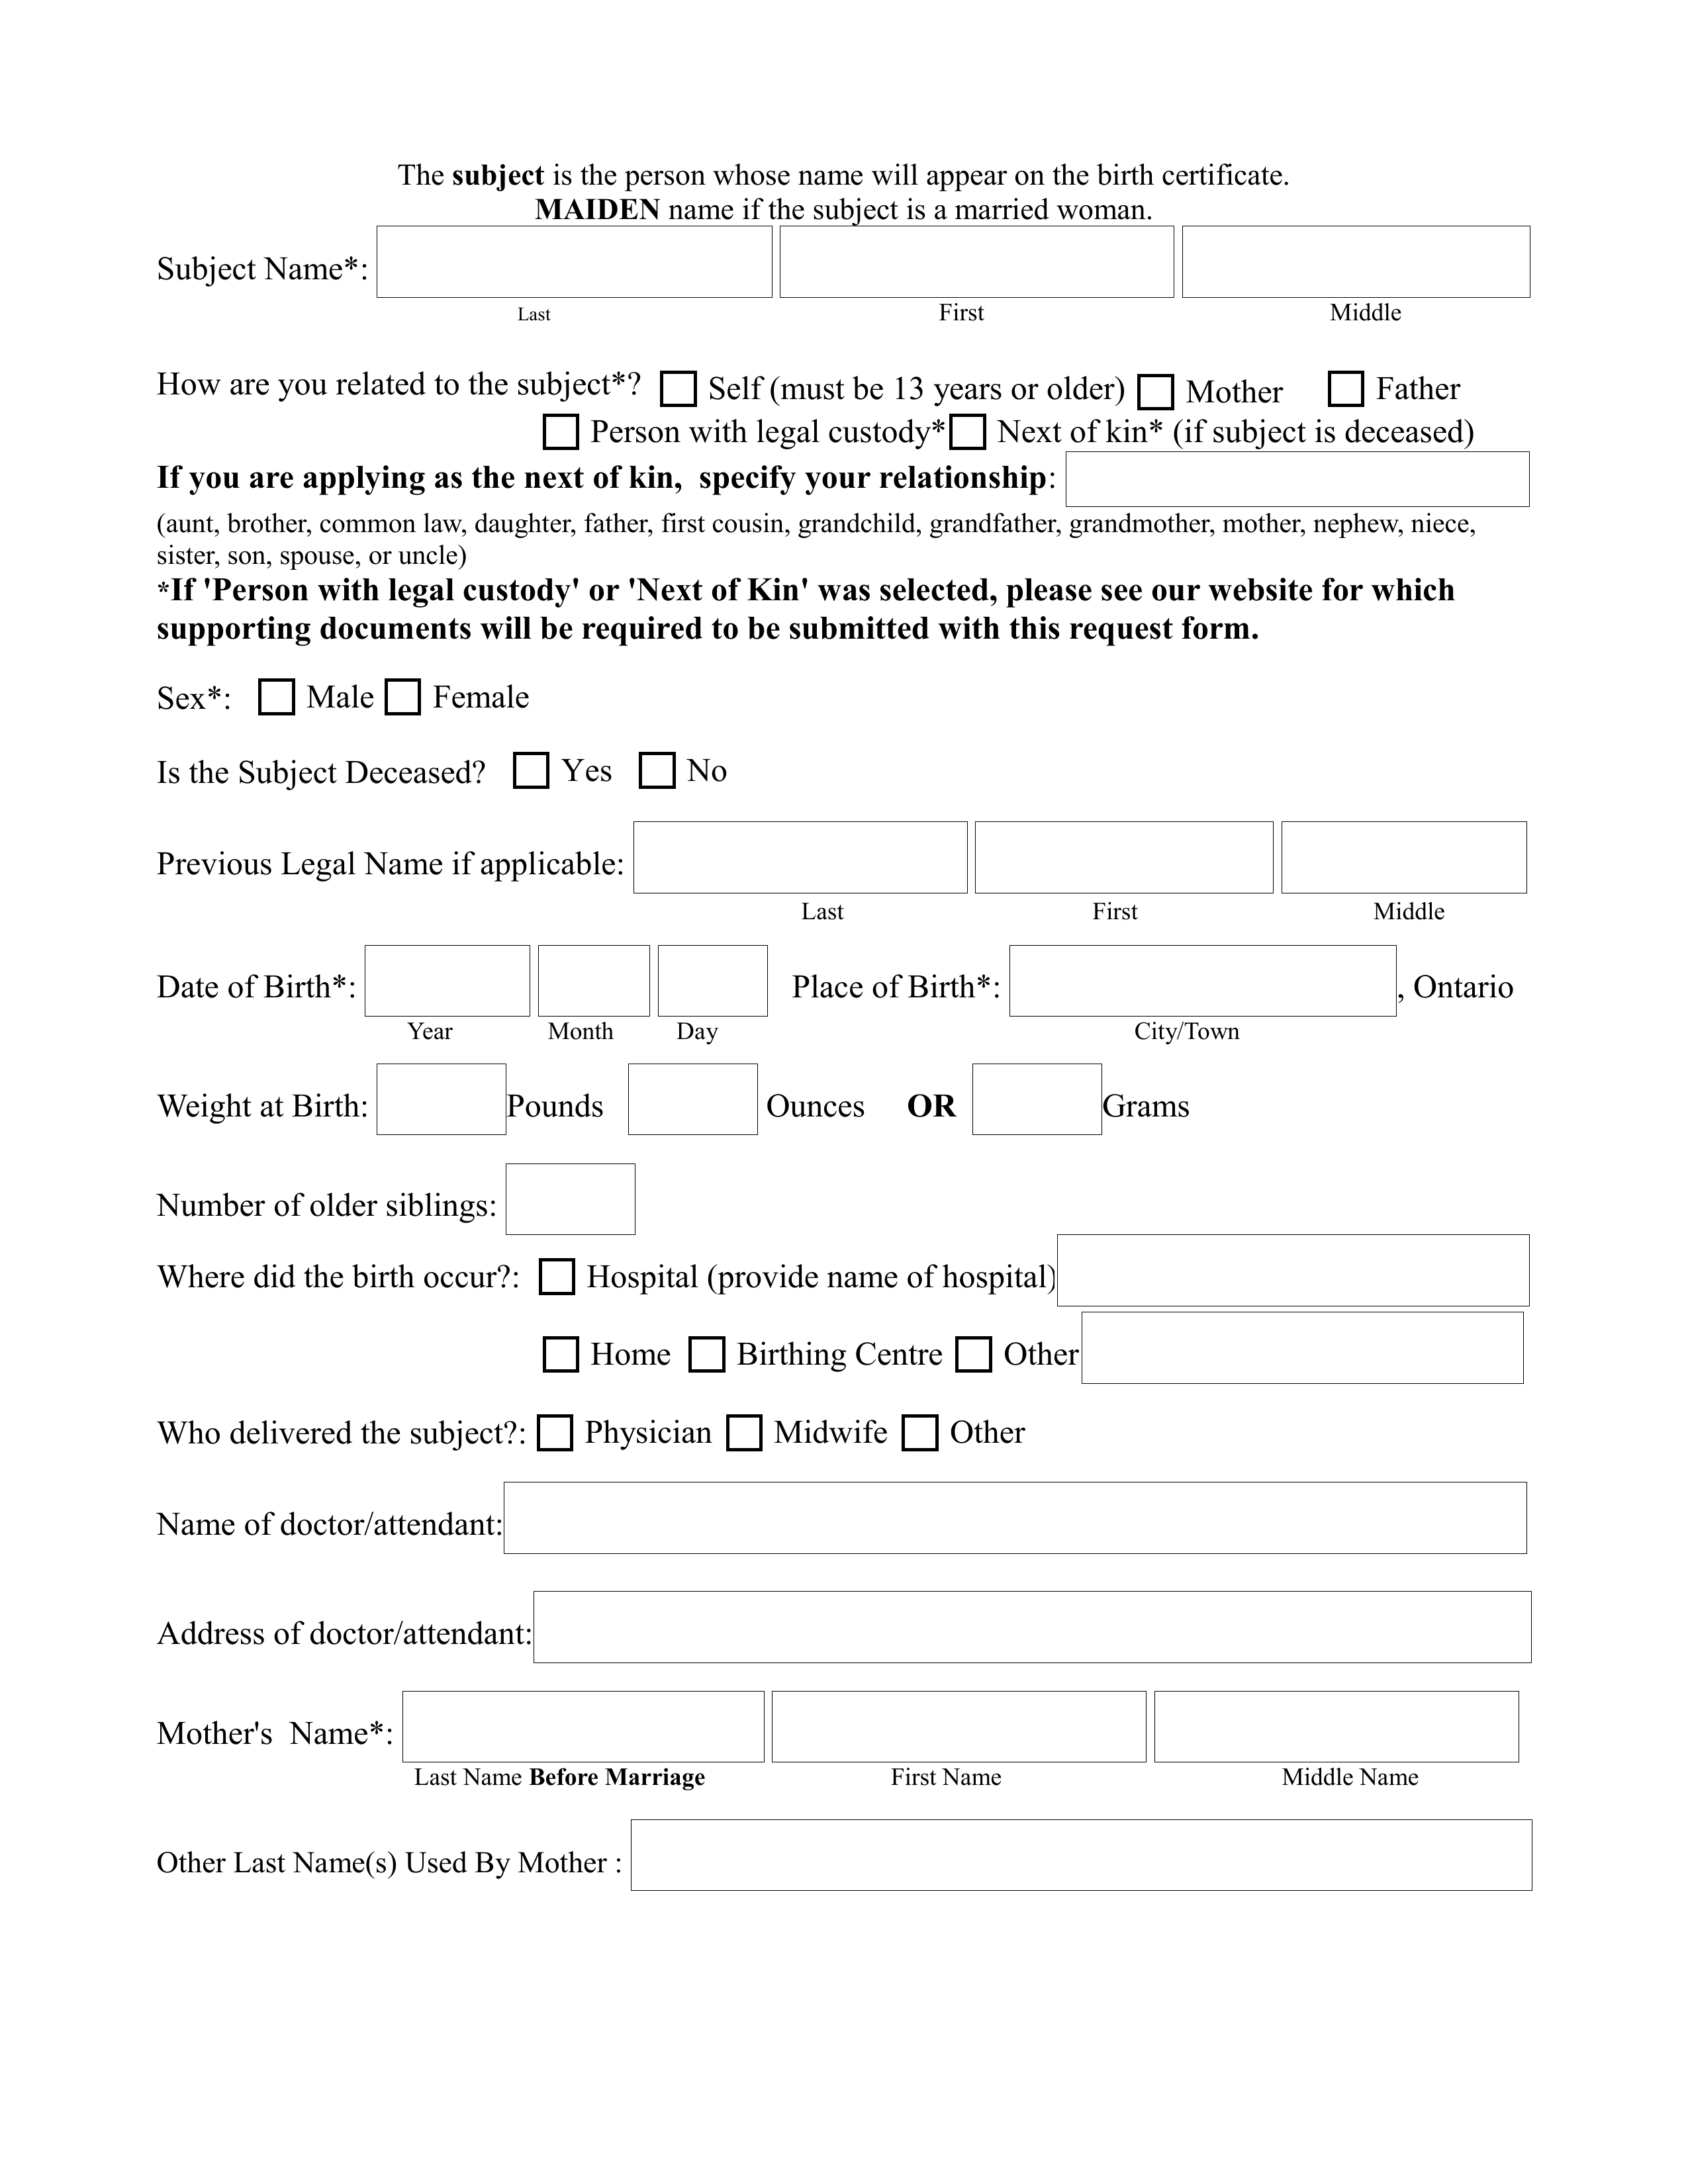 The subject is the person whose name will appear on the birth certificate.
MAIDEN name if the subject is a married woman.
Subject Name*:
Last First Middle
How are you related to the subject*? Self (must be 13 years or older) Mother Father
Person with legal custody* Next of kin* (if subject is deceased)
If you are applying as the next of kin, specify your relationship:
(aunt, brother, common law, daughter, father, first cousin, grandchild, grandfather, grandmother, mother, nephew, niece,
sister, son, spouse, or uncle)
*If 'Person with legal custody' or 'Next of Kin' was selected, please see our website for which
supporting documents will be required to be submitted with this request form.
Sex*: Male Female
Is the Subject Deceased? Yes No
Previous Legal Name if applicable:
Last First Middle
Date of Birth*: Place of Birth*: , Ontario
Year Month Day City/Town
Weight at Birth: Pounds Ounces OR Grams
Number of older siblings:
Where did the birth occur?: Hospital (provide name of hospital)
Home Birthing Centre Other
Who delivered the subject?: Physician Midwife Other
Name of doctor/attendant:
Address of doctor/attendant:
Mother's Name*:
Last Name Before Marriage First Name Middle Name
Other Last Name(s) Used By Mother :